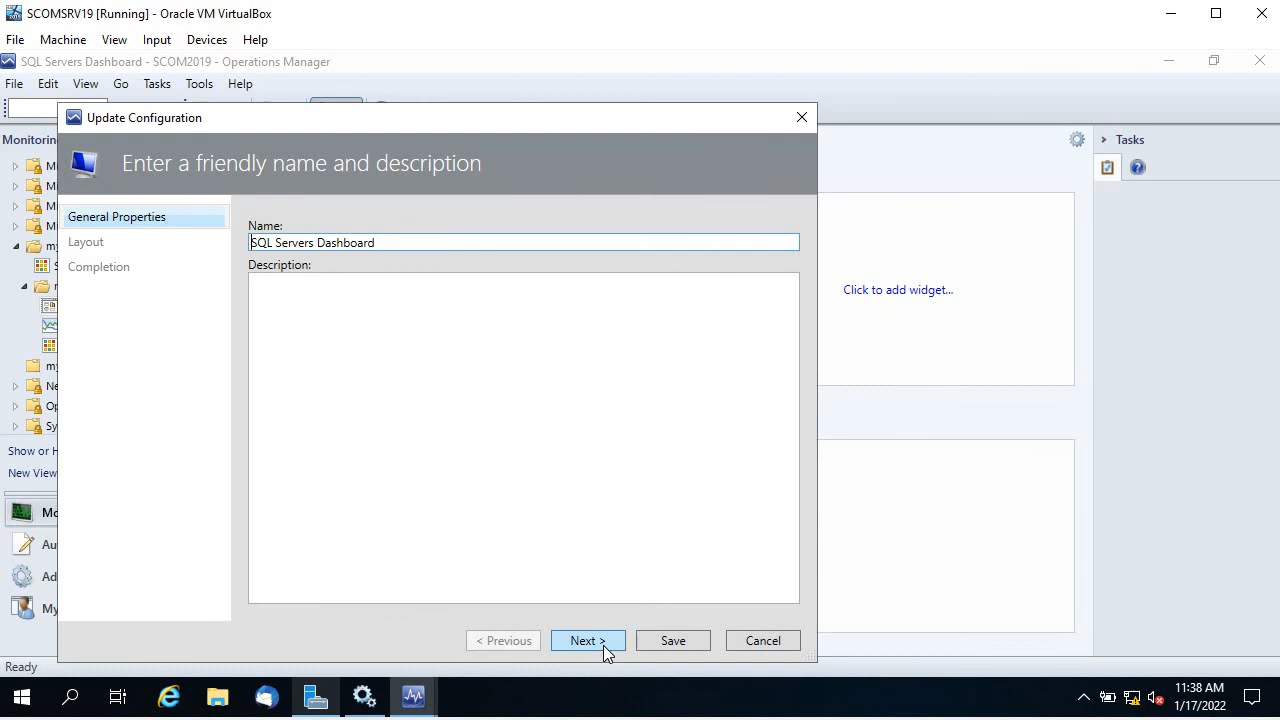 SCOMSRV19 [Running] - Oracle VM VirtualBox
File Machine View Input Devices Help
SQL Servers Dashboard - SCOM2019 - Operations Manager
File Edit View Go Tasks Tools Help
Update Configuration
Enter a friendly name and description
General Properties
Layout
Completion
Name:
SQL Servers Dashboard
Description:
< Previous
Next >
Save
Cancel
Monitoring
Show or H
New View
Click to add widget...
Tasks
Ready
11:38 AM
1/17/2022